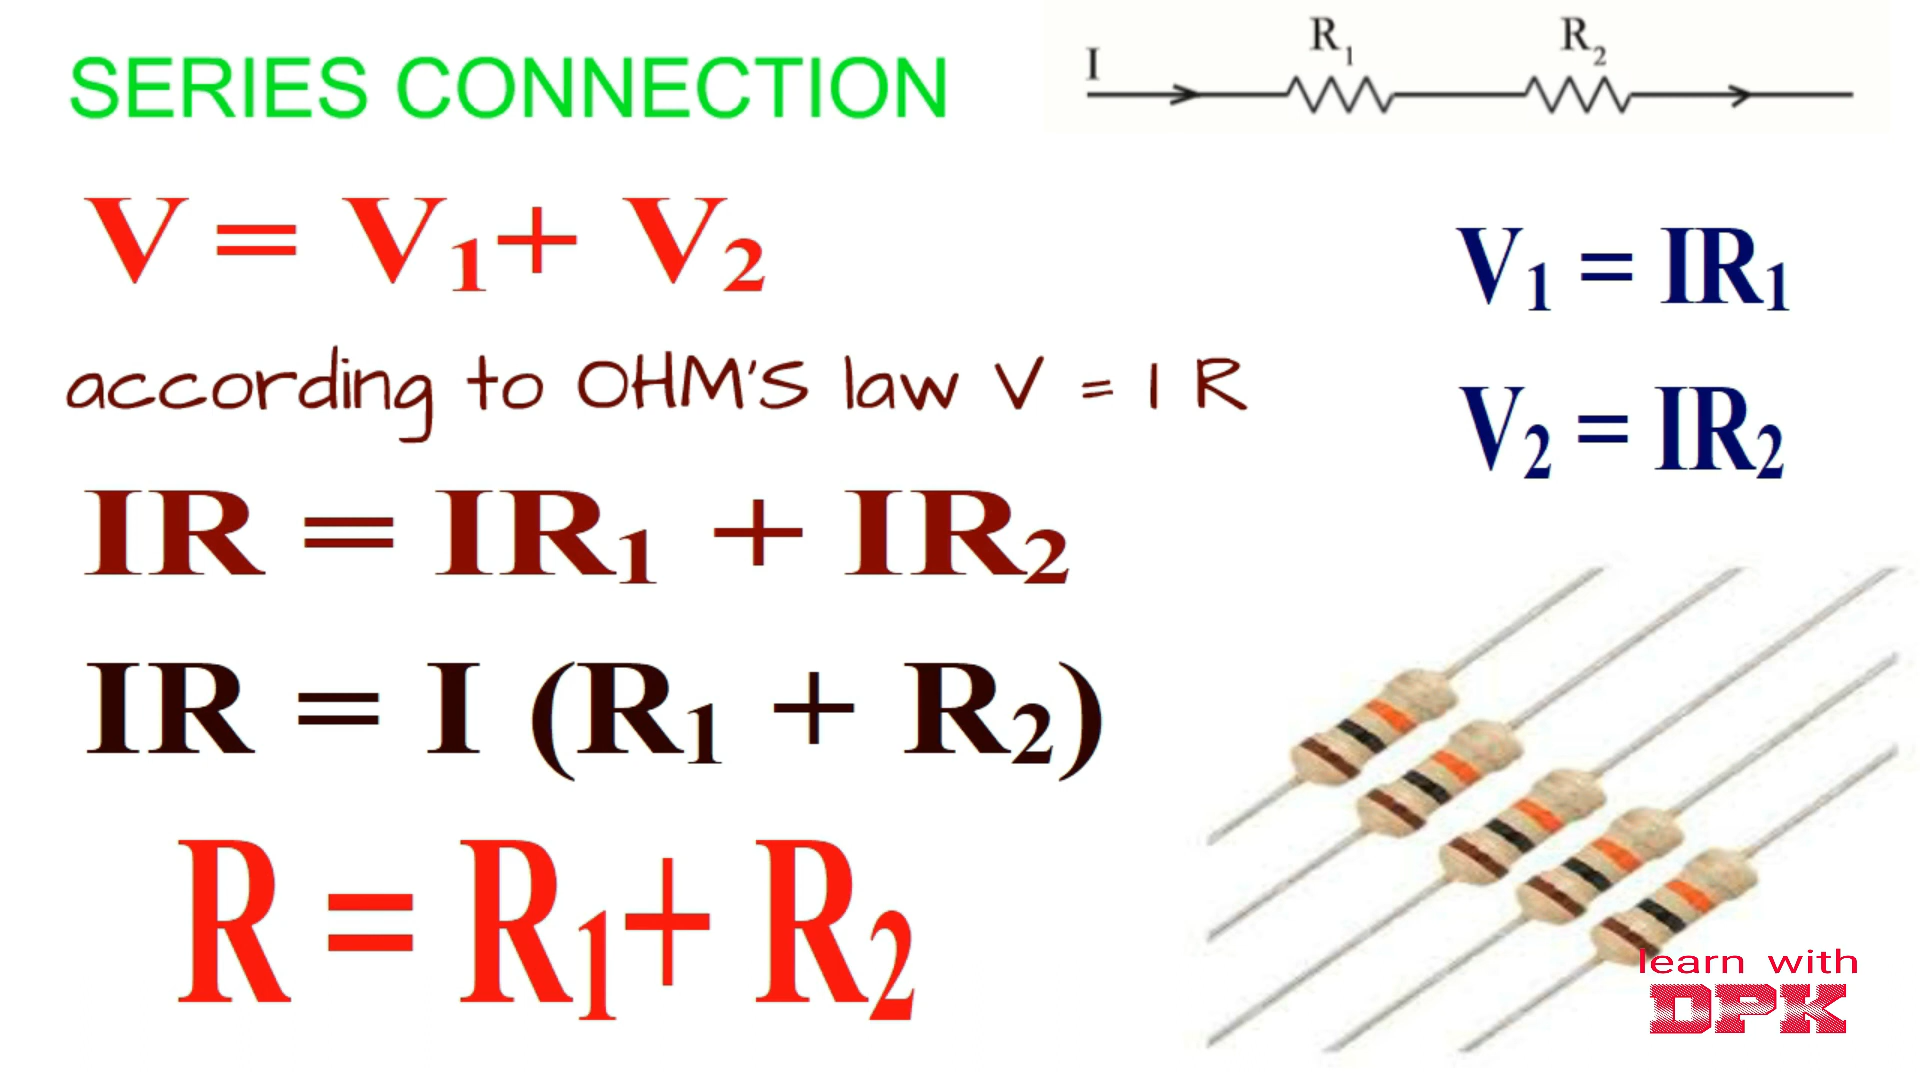 SERIES CONNECTION
I
R₁
R₂
V = V₁+ V₂
V₁ = IR₁
according to OHM'S law V = I R
V₂ = IR₂
IR = IR₁ + IR₂
IR = I (R₁ + R₂)
R = R₁+ R₂
learn with
DPK